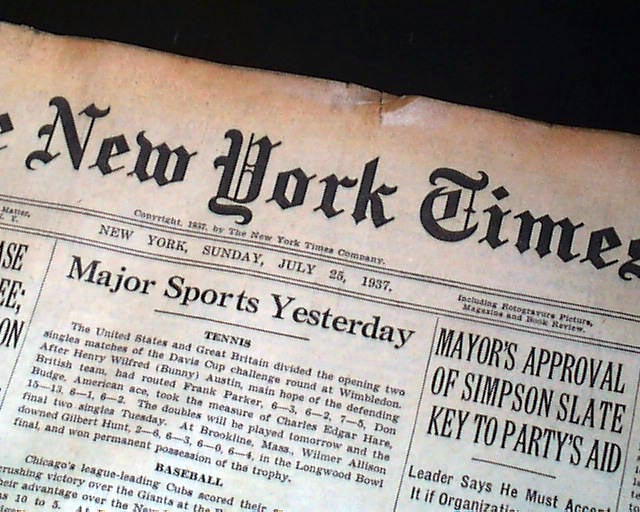 New York Times
Matter,
N. Y.
Copyright, 1937, by The New York Times Company.
NEW YORK, SUNDAY, JULY 25, 1937.
Including Rotogravure Picture,
Magazine and Book Review.
ASE
EE;
ON
Major Sports Yesterday
TENNIS
The United States and Great Britain divided the opening two
singles matches of the Davis Cup challenge round at Wimbledon.
After Henry Wilfred (Bunny) Austin, main hope of the defending
British team, had routed Frank Parker, 6—3, 6—2, 7—5, Don
Budge, American ace, took the measure of Charles Edgar Hare,
15—13, 6—1, 6—2. The doubles will be played tomorrow and the
final two singles Tuesday. At Brookline, Mass., Wilmer Allison
downed Gilbert Hunt, 2—6, 6—3, 6—0, 6—4, in the Longwood Bowl
final, and won permanent possession of the trophy.
BASEBALL
Chicago's league-leading Cubs scored their
crushing victory over the Giants at the
their advantage over the New
as 10 to 5. At
MAYOR'S APPROVAL
OF SIMPSON SLATE
KEY TO PARTY'S AID
Leader Says He Must Accept
It if Organization